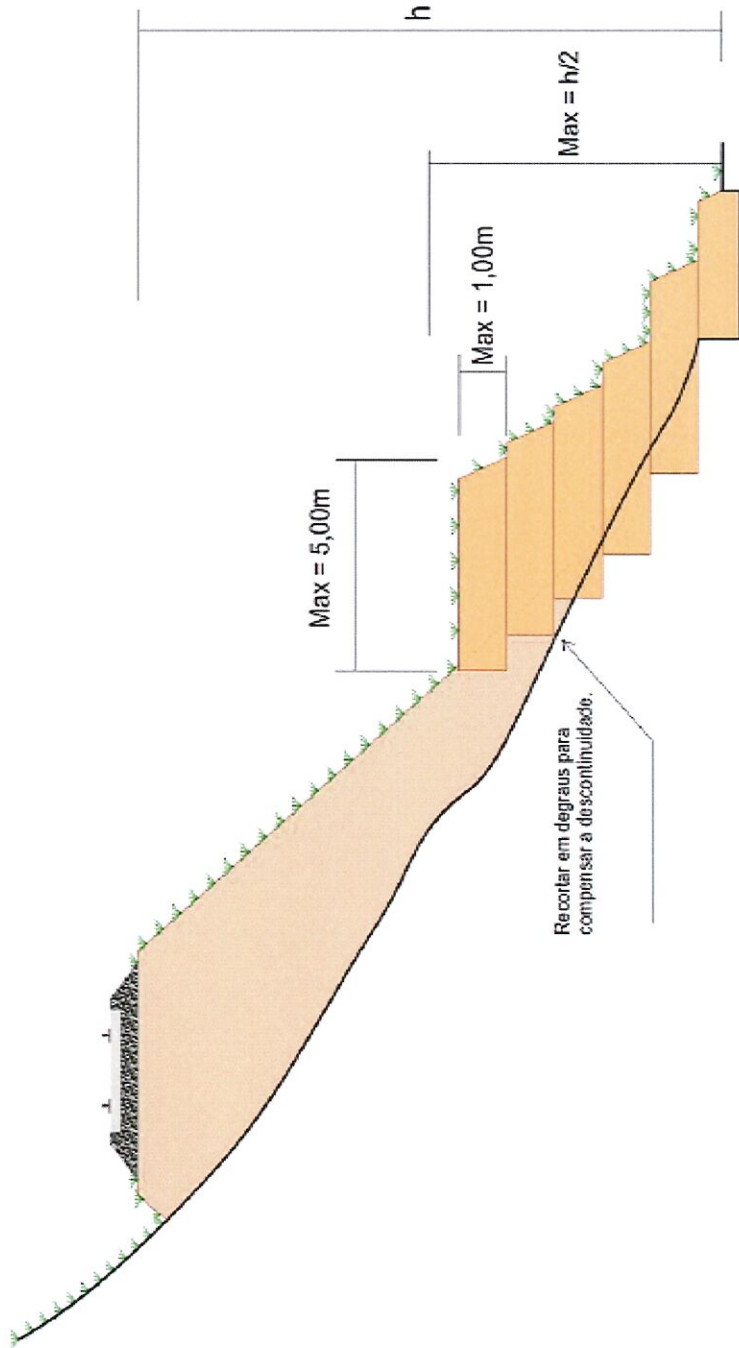 h
Max = h/2
Max = 1,00m
Max = 5,00m
Recortar em degraus para
compensar a descontinuidade.